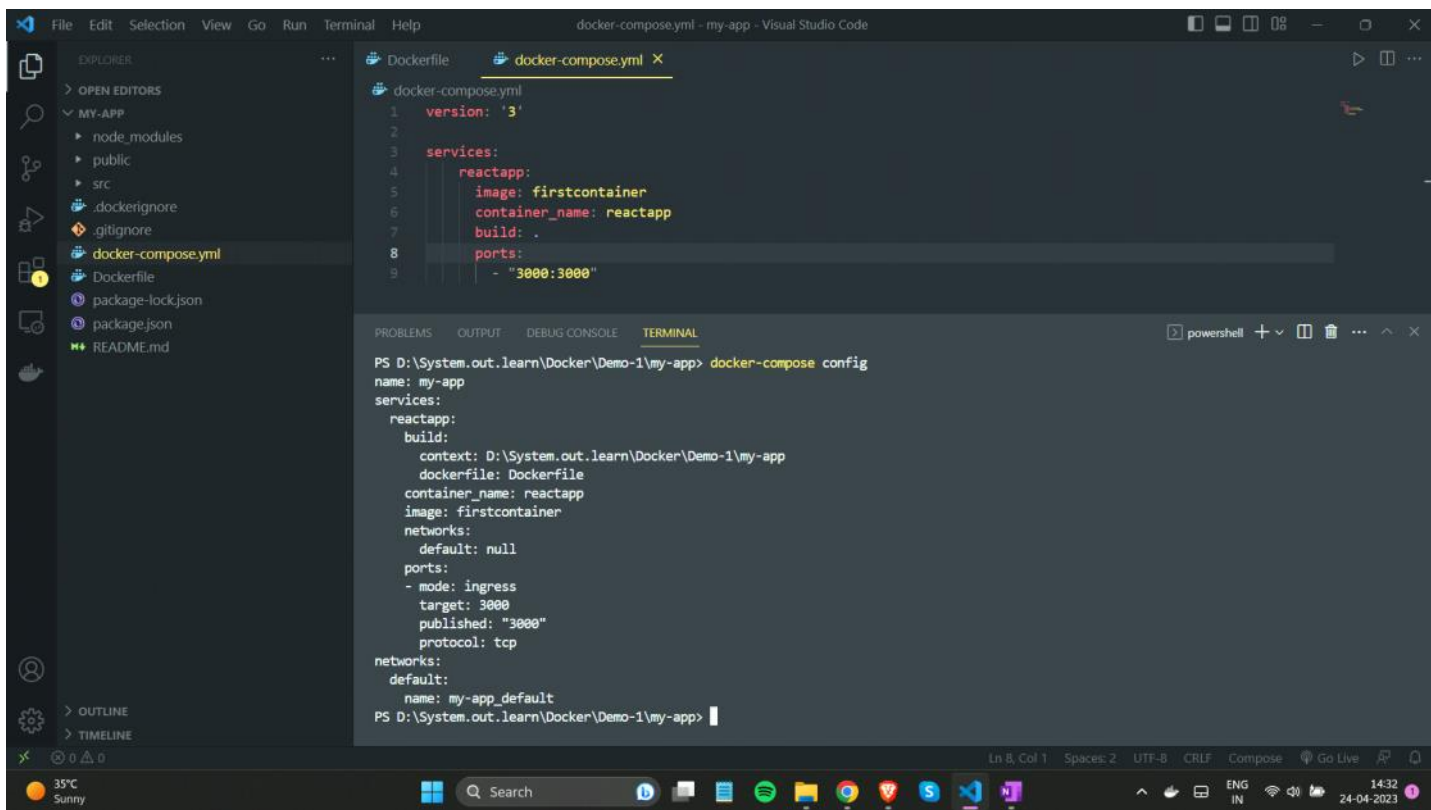 File Edit Selection View Go Run Terminal Help
docker-compose.yml - my-app - Visual Studio Code
EXPLORER
OPEN EDITORS
MY-APP
node_modules
public
src
.dockerignore
.gitignore
docker-compose.yml
Dockerfile
package-lock.json
package.json
README.md
OUTLINE
TIMELINE
1
Dockerfile
docker-compose.yml
docker-compose.yml
1 version: '3'
2
3 services:
4 reactapp:
5 image: firstcontainer
6 container_name: reactapp
7 build: .
8 ports:
9 - "3000:3000"
PROBLEMS OUTPUT DEBUG CONSOLE TERMINAL
powershell
PS D:\System.out.learn\Docker\Demo-1\my-app> docker-compose config
name: my-app
services:
  reactapp:
    build:
      context: D:\System.out.learn\Docker\Demo-1\my-app
      dockerfile: Dockerfile
    container_name: reactapp
    image: firstcontainer
    networks:
      default: null
    ports:
    - mode: ingress
      target: 3000
      published: "3000"
      protocol: tcp
networks:
  default:
    name: my-app_default
PS D:\System.out.learn\Docker\Demo-1\my-app>
0 0
Ln 8, Col 1 Spaces: 2 UTF-8 CRLF Compose Go Live
35°C
Sunny
Search
ENG
IN
14:32
24-04-2023
1